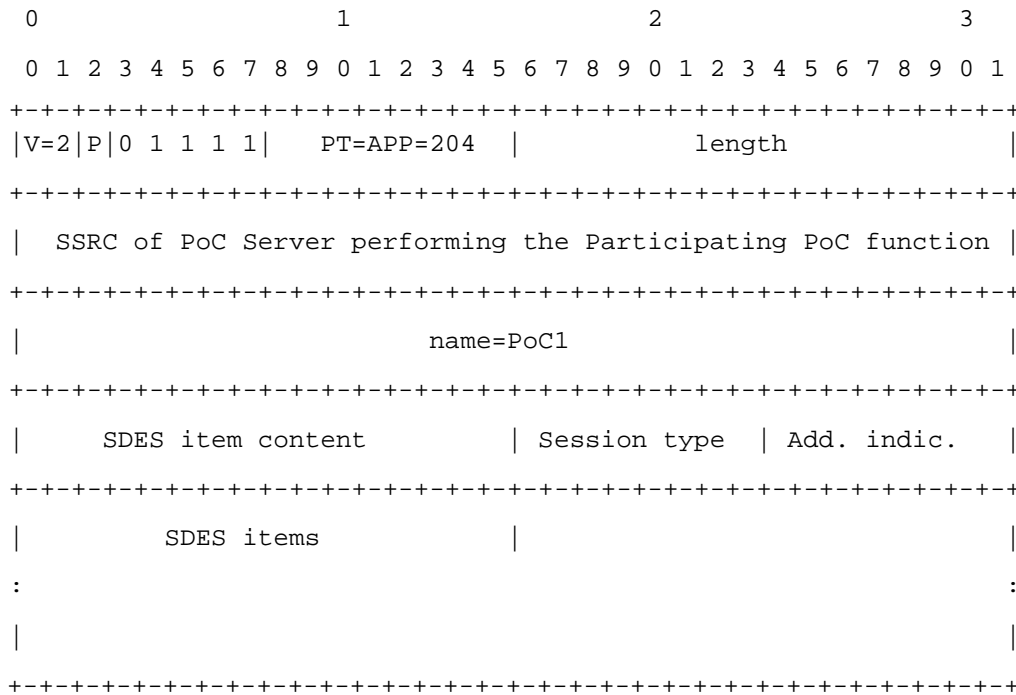 0                   1                   2                   3
0 1 2 3 4 5 6 7 8 9 0 1 2 3 4 5 6 7 8 9 0 1 2 3 4 5 6 7 8 9 0 1
+-+-+-+-+-+-+-+-+-+-+-+-+-+-+-+-+-+-+-+-+-+-+-+-+-+-+-+-+-+-+-+-+
|V=2|P|0 1 1 1 1|   PT=APP=204  |           length              |
+-+-+-+-+-+-+-+-+-+-+-+-+-+-+-+-+-+-+-+-+-+-+-+-+-+-+-+-+-+-+-+-+
|  SSRC of PoC Server performing the Participating PoC function |
+-+-+-+-+-+-+-+-+-+-+-+-+-+-+-+-+-+-+-+-+-+-+-+-+-+-+-+-+-+-+-+-+
|                          name=PoC1                            |
+-+-+-+-+-+-+-+-+-+-+-+-+-+-+-+-+-+-+-+-+-+-+-+-+-+-+-+-+-+-+-+-+
|     SDES item content         | Session type  | Add. indic.   |
+-+-+-+-+-+-+-+-+-+-+-+-+-+-+-+-+-+-+-+-+-+-+-+-+-+-+-+-+-+-+-+-+
|         SDES items            |                               |
:                                                               :
|                                                               |
+-+-+-+-+-+-+-+-+-+-+-+-+-+-+-+-+-+-+-+-+-+-+-+-+-+-+-+-+-+-+-+-+